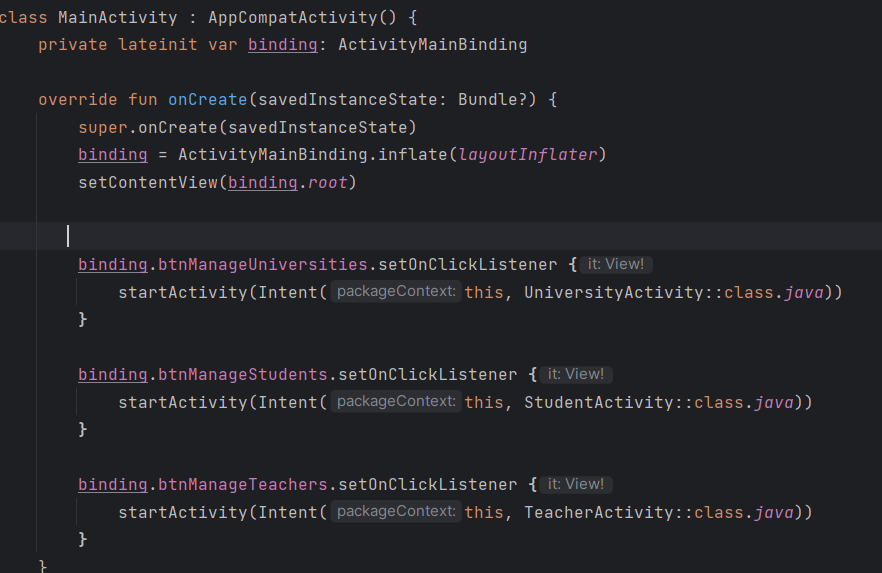 class MainActivity : AppCompatActivity() {
private lateinit var binding: ActivityMainBinding
override fun onCreate(savedInstanceState: Bundle?) {
super.onCreate(savedInstanceState)
binding = ActivityMainBinding.inflate(layoutInflater)
setContentView(binding.root)
binding.btnManageUniversities.setOnClickListener { it: View!
startActivity(Intent( packageContext: this, UniversityActivity::class.java))
}
binding.btnManageStudents.setOnClickListener { it: View!
startActivity(Intent( packageContext: this, StudentActivity::class.java))
}
binding.btnManageTeachers.setOnClickListener { it: View!
startActivity(Intent( packageContext: this, TeacherActivity::class.java))
}
}